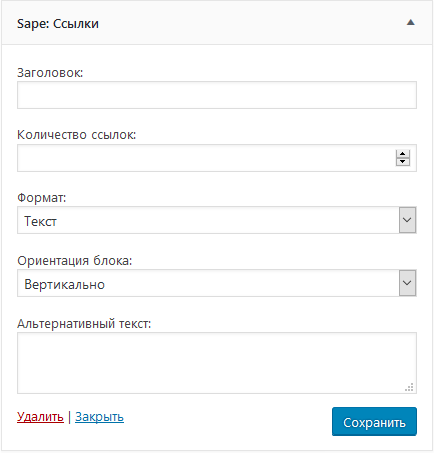 Sape: Ссылки
Заголовок:
Количество ссылок:
Формат:
Текст
Ориентация блока:
Вертикально
Альтернативный текст:
Удалить | Закрыть
Сохранить